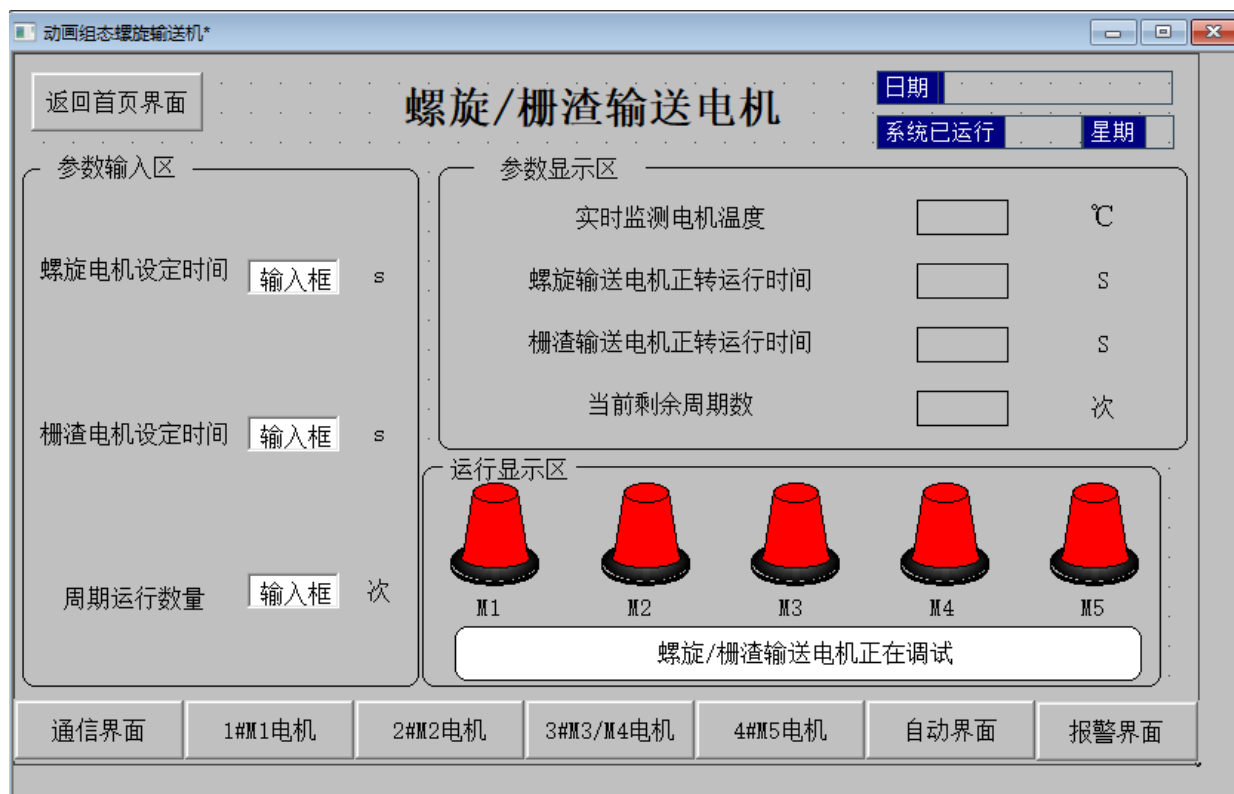 动画组态螺旋输送机*
返回首页界面
螺旋/栅渣输送电机
日期
系统已运行 星期
参数输入区
螺旋电机设定时间 输入框 s
栅渣电机设定时间 输入框 s
周期运行数量 输入框 次
参数显示区
实时监测电机温度 ℃
螺旋输送电机正转运行时间 S
栅渣输送电机正转运行时间 S
当前剩余周期数 次
运行显示区
M1 M2 M3 M4 M5
螺旋/栅渣输送电机正在调试
通信界面 1#M1电机 2#M2电机 3#M3/M4电机 4#M5电机 自动界面 报警界面